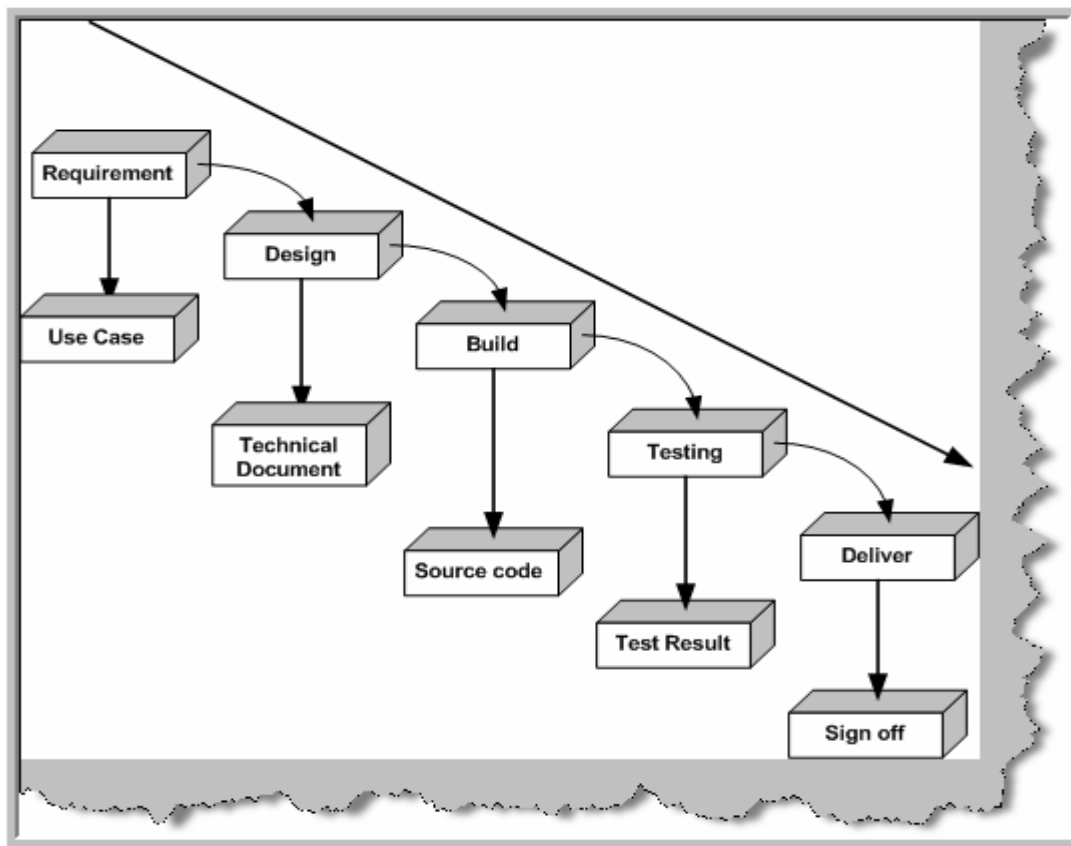 Requirement
Design
Use Case
Build
Technical
Document
Testing
Source code
Deliver
Test Result
Sign off